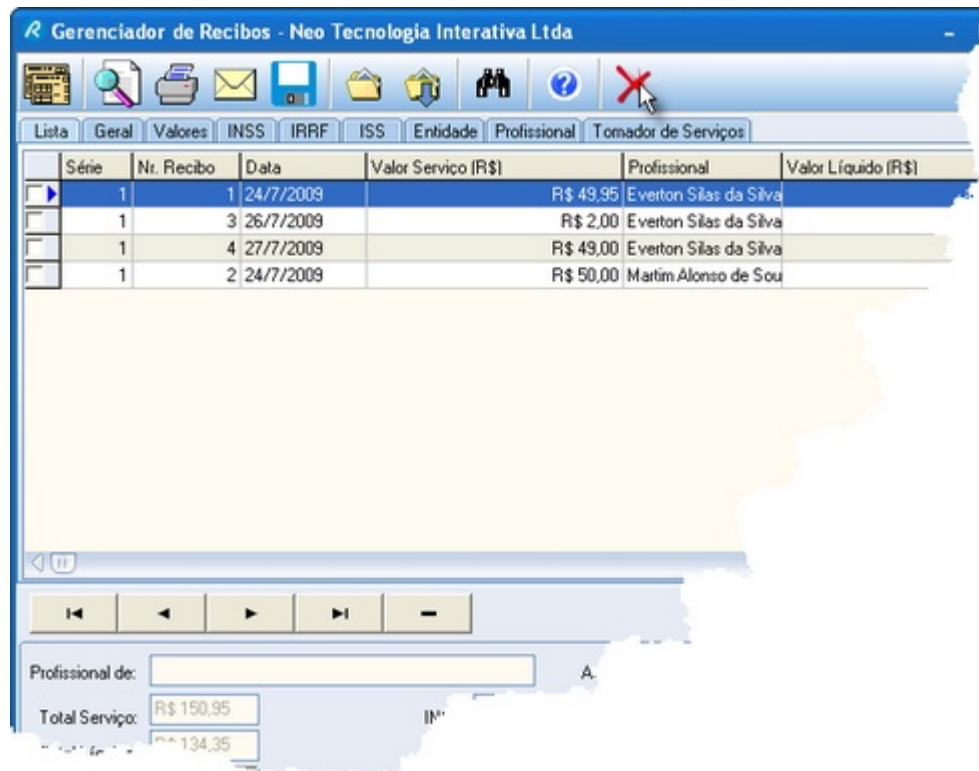 Gerenciador de Recibos - Neo Tecnologia Interativa Ltda
Lista Geral Valores INSS IRRF ISS Entidade Profissional Tomador de Serviços
Série Nr. Recibo Data Valor Serviço (R$) Profissional Valor Líquido (R$)
1 1 24/7/2009 R$ 49,95 Everton Silas da Silva
1 3 26/7/2009 R$ 2,00 Everton Silas da Silva
1 4 27/7/2009 R$ 49,00 Everton Silas da Silva
1 2 24/7/2009 R$ 50,00 Martim Alonso de Sou
Profissional de: A
Total Serviço: R$ 150,95
R$ 134,35